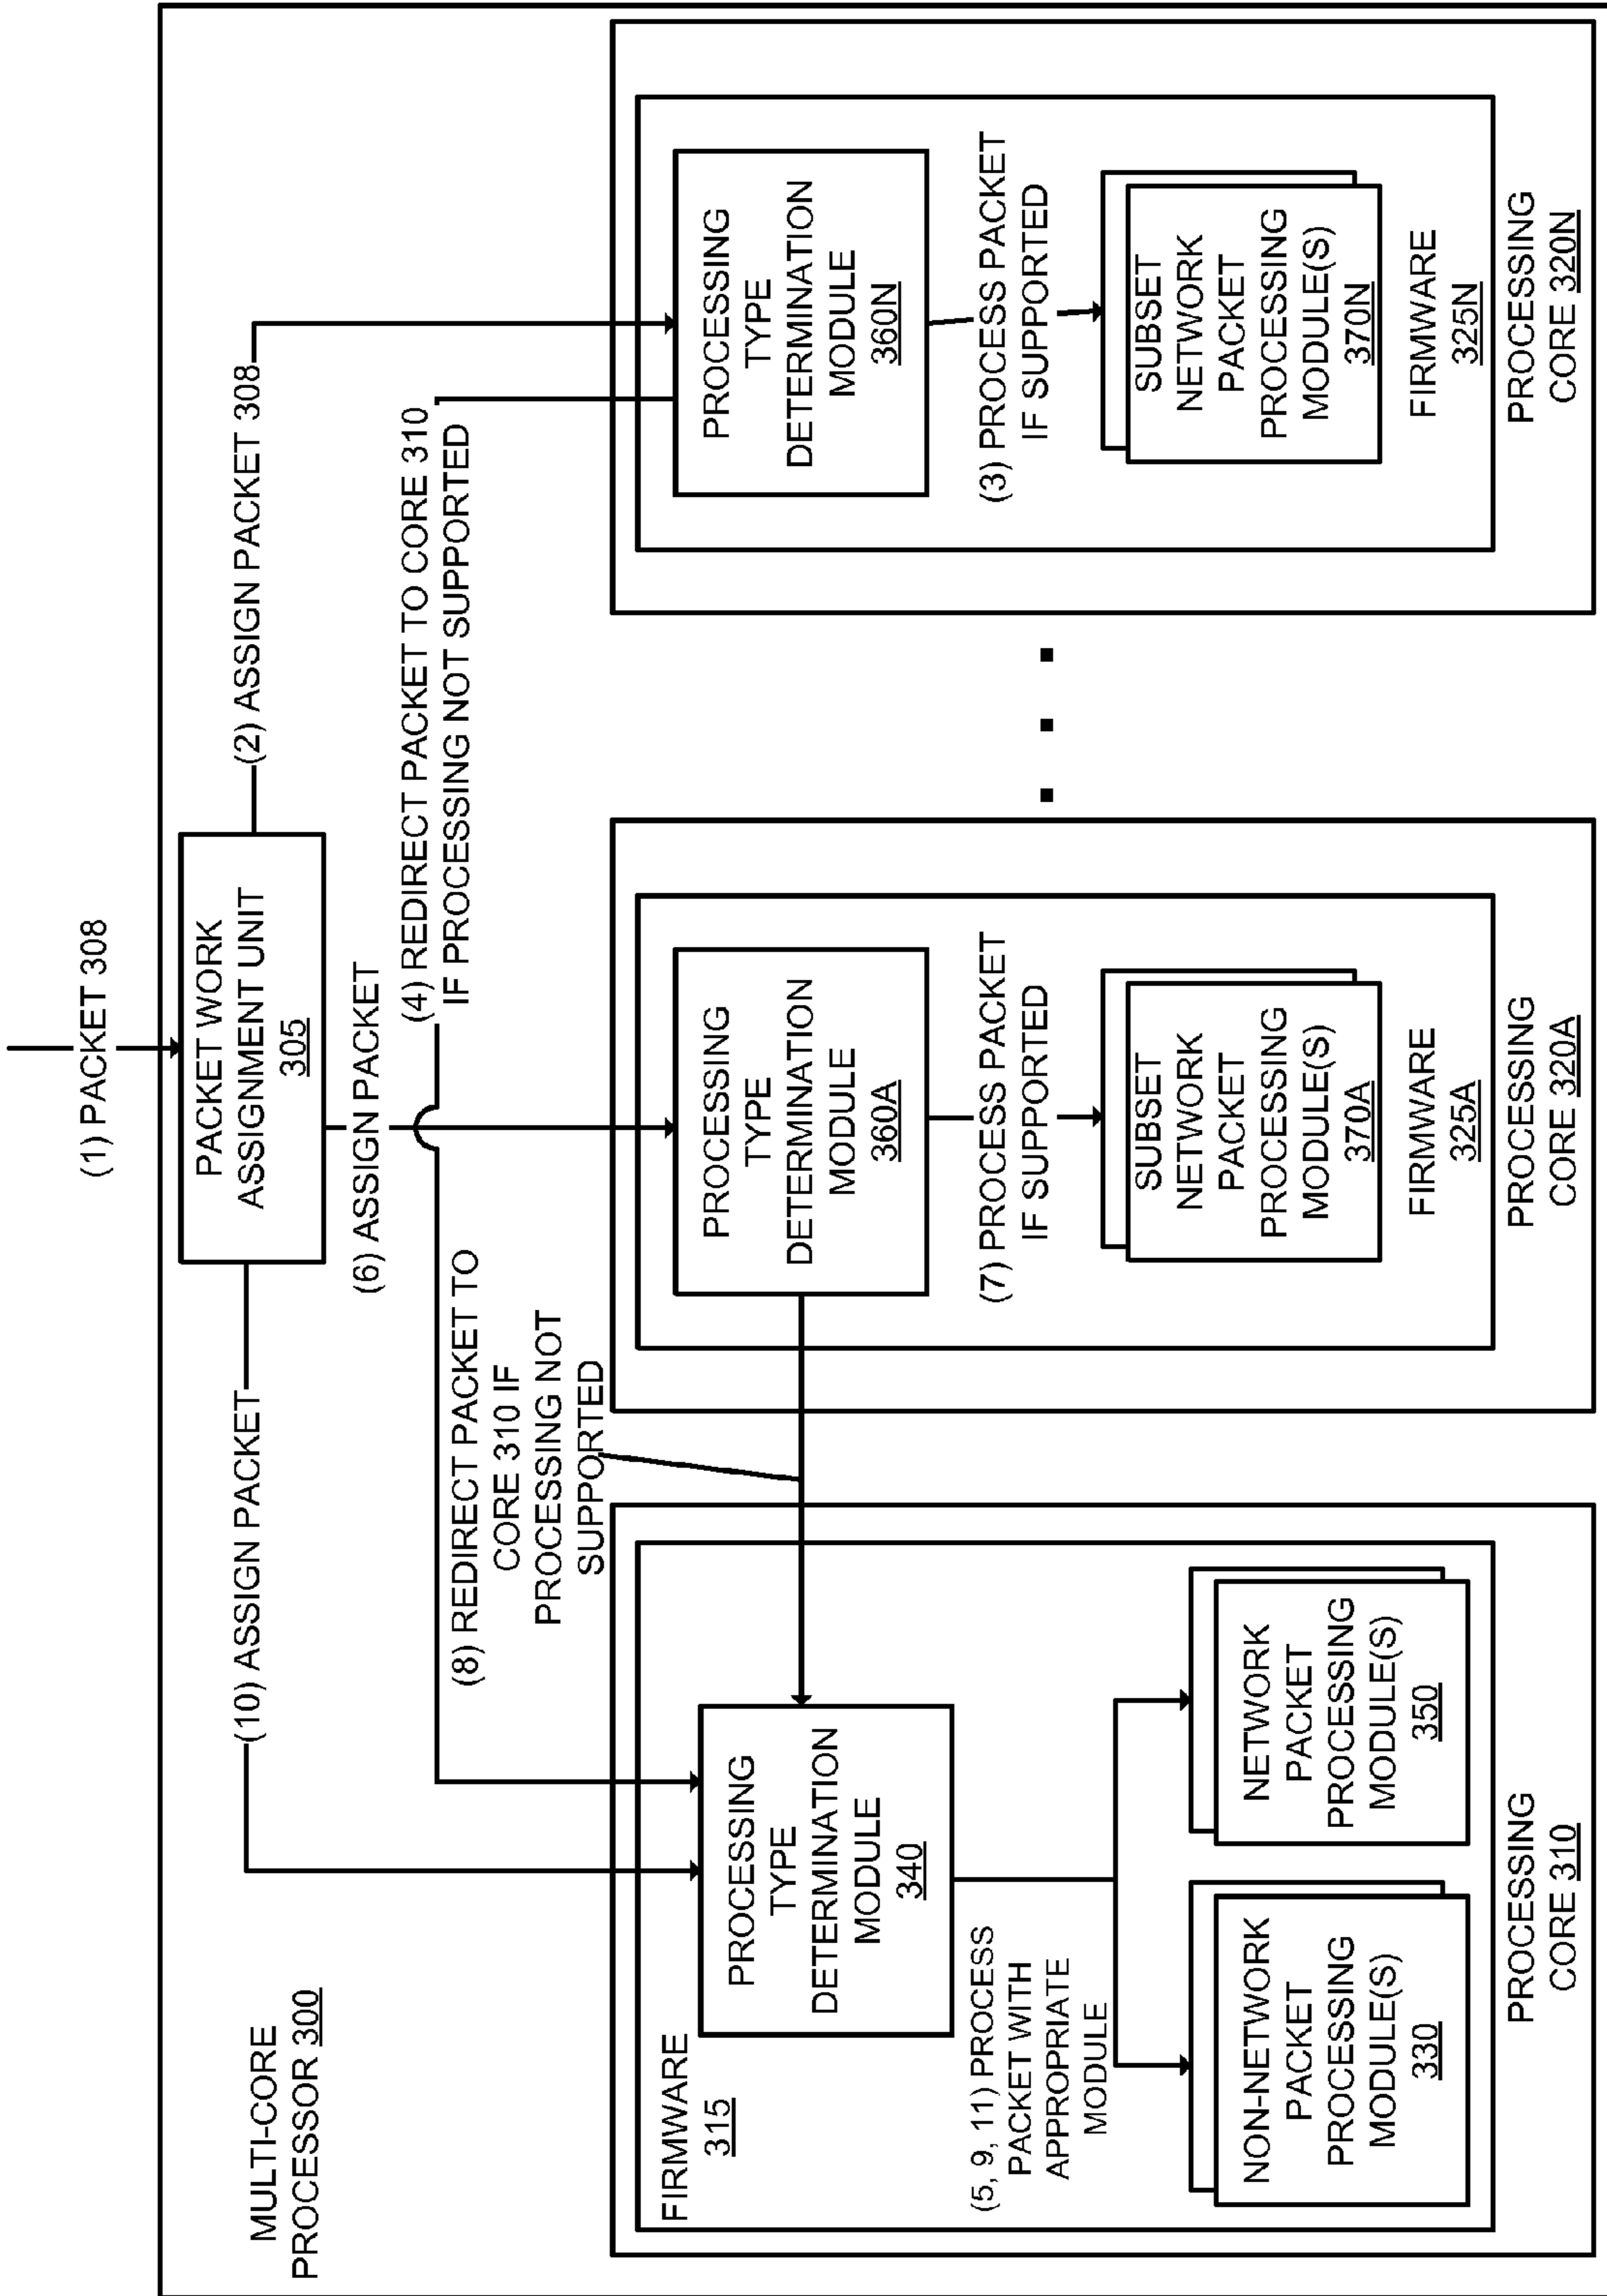 (1) PACKET 308
MULTI-CORE
PROCESSOR 300
PACKET WORK
ASSIGNMENT UNIT
305
(10) ASSIGN PACKET
(2) ASSIGN PACKET 308
(6) ASSIGN PACKET
(4) REDIRECT PACKET TO CORE 310
IF PROCESSING NOT SUPPORTED
(8) REDIRECT PACKET TO
CORE 310 IF
PROCESSING NOT
SUPPORTED
FIRMWARE
315
PROCESSING
TYPE
DETERMINATION
MODULE
340
(5, 9, 11) PROCESS
PACKET WITH
APPROPRIATE
MODULE
NON-NETWORK
PACKET
PROCESSING
MODULE(S)
330
NETWORK
PACKET
PROCESSING
MODULE(S)
350
PROCESSING
CORE 310
PROCESSING
TYPE
DETERMINATION
MODULE
360A
(7) PROCESS PACKET
IF SUPPORTED
SUBSET
NETWORK
PACKET
PROCESSING
MODULE(S)
370A
FIRMWARE
325A
PROCESSING
CORE 320A
PROCESSING
TYPE
DETERMINATION
MODULE
360N
(3) PROCESS PACKET
IF SUPPORTED
SUBSET
NETWORK
PACKET
PROCESSING
MODULE(S)
370N
FIRMWARE
325N
PROCESSING
CORE 320N